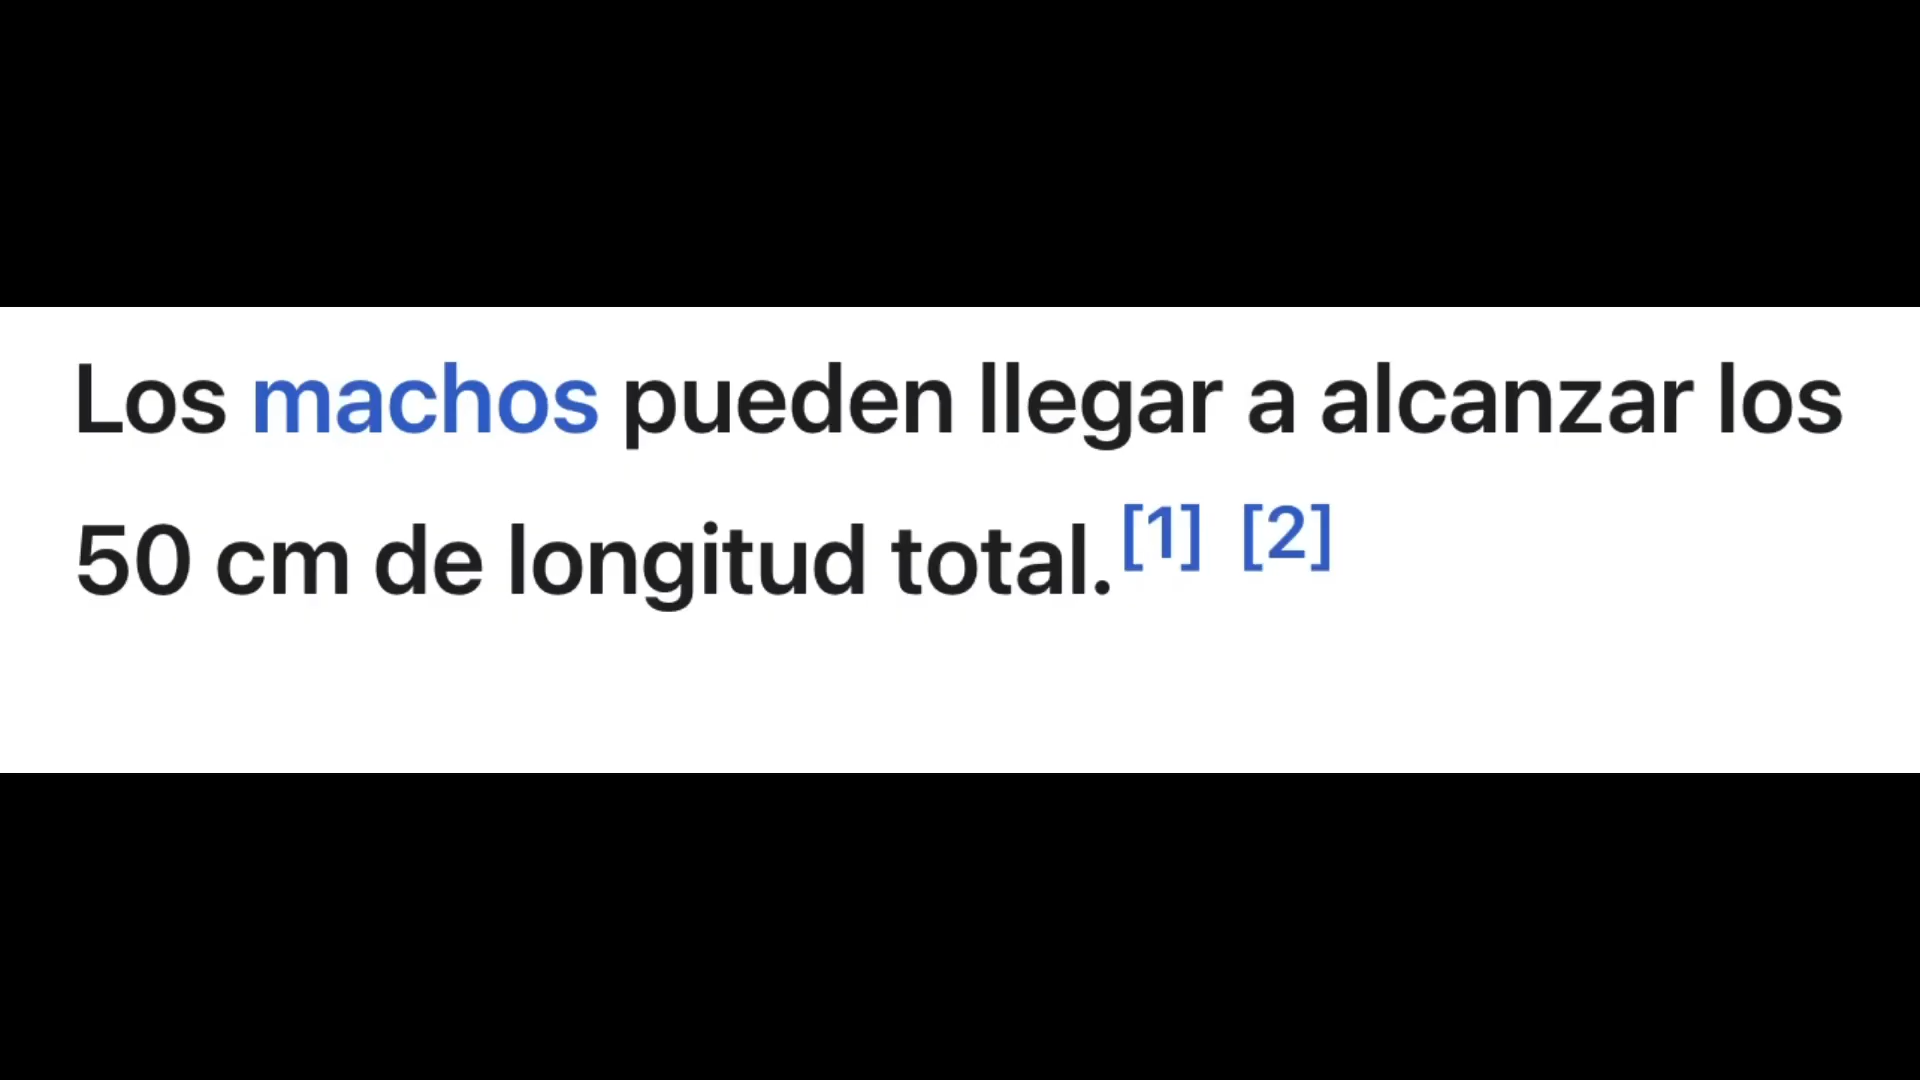 Los machos pueden llegar a alcanzar los
50 cm de longitud total.[1] [2]